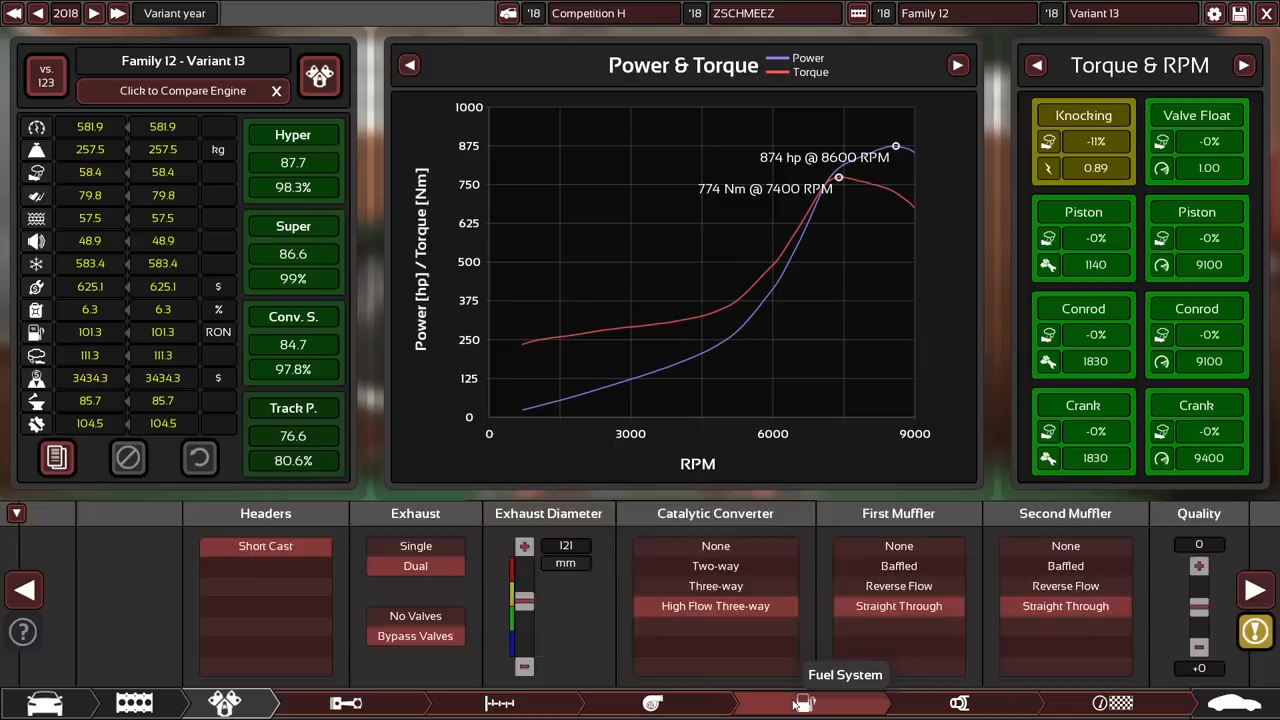 2018
Variant year
'18
Competition H
ZSCHMEEZ
'18
Family 12
'18
Variant 13
vs.
123
Family 12 - Variant 13
Click to Compare Engine
X
581.9 581.9
257.5 257.5 kg
58.4 58.4
79.8 79.8
57.5 57.5
48.9 48.9
583.4 583.4
625.1 625.1 $
6.3 6.3 %
101.3 101.3 RON
111.3 111.3
3434.3 3434.3 $
85.7 85.7
104.5 104.5
Hyper
87.7
98.3%
Super
86.6
99%
Conv. S.
84.7
97.8%
Track P.
76.6
80.6%
Power & Torque
Power
Torque
Power [hp] / Torque [Nm]
1000
875
750
625
500
375
250
125
0
874 hp @ 8600 RPM
774 Nm @ 7400 RPM
0 3000 6000 9000
RPM
Torque & RPM
Knocking
-11%
0.89
Valve Float
-0%
1.00
Piston
-0%
1140
Piston
-0%
9100
Conrod
-0%
1830
Conrod
-0%
9100
Crank
-0%
1830
Crank
-0%
9400
Headers
Short Cast
Exhaust
Single
Dual
No Valves
Bypass Valves
Exhaust Diameter
121
mm
Catalytic Converter
None
Two-way
Three-way
High Flow Three-way
First Muffler
None
Baffled
Reverse Flow
Straight Through
Second Muffler
None
Baffled
Reverse Flow
Straight Through
Quality
0
+0
?
Fuel System